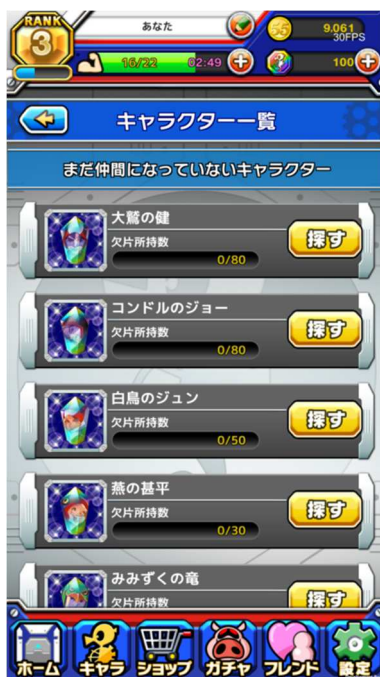 RANK
3
あなた
9.061
30FPS
16/22
02:49
100
キャラクター一覧
まだ仲間になっていないキャラクター
大鷲の健
欠片所持数
0/80
探す
コンドルのジョー
欠片所持数
0/80
探す
白鳥のジュン
欠片所持数
0/50
探す
燕の甚平
欠片所持数
0/30
探す
みみずくの竜
欠片所持数
探す
ホーム
キャラ
ショップ
ガチャ
フレンド
設定